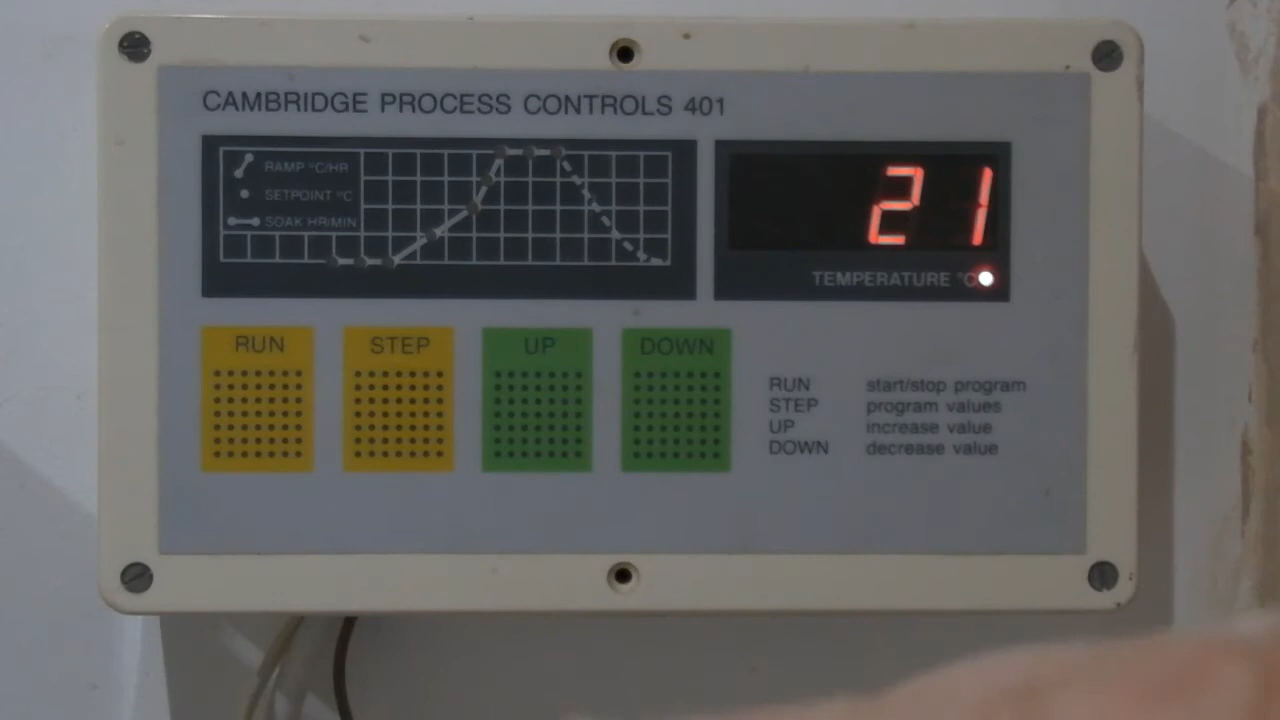 CAMBRIDGE PROCESS CONTROLS 401
RAMP °C/HR
SETPOINT °C
SOAK HR/MIN
21
TEMPERATURE °C
RUN
STEP
UP
DOWN
RUN start/stop program
STEP program values
UP increase value
DOWN decrease value